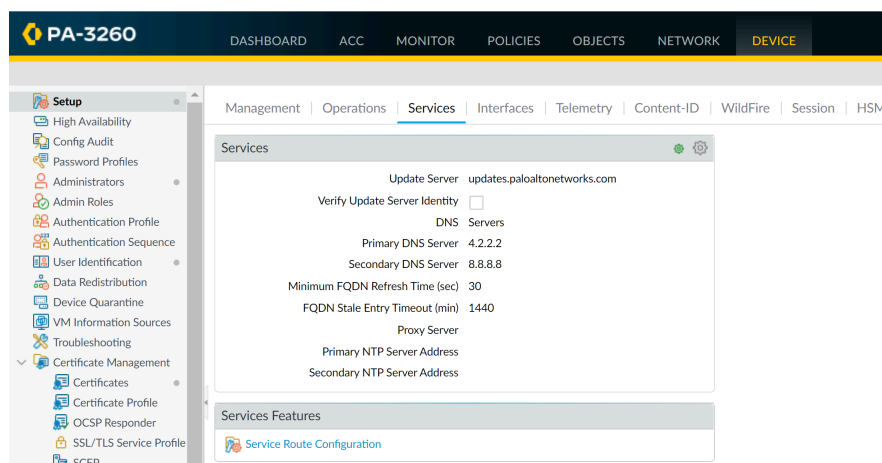 PA-3260
DASHBOARD ACC MONITOR POLICIES OBJECTS NETWORK DEVICE
Setup
High Availability
Config Audit
Password Profiles
Administrators
Admin Roles
Authentication Profile
Authentication Sequence
User Identification
Data Redistribution
Device Quarantine
VM Information Sources
Troubleshooting
Certificate Management
Certificates
Certificate Profile
OCSP Responder
SSL/TLS Service Profile
SCEP
Management Operations Services Interfaces Telemetry Content-ID WildFire Session HSM
Services
Update Server updates.paloaltonetworks.com
Verify Update Server Identity
DNS Servers
Primary DNS Server 4.2.2.2
Secondary DNS Server 8.8.8.8
Minimum FQDN Refresh Time (sec) 30
FQDN Stale Entry Timeout (min) 1440
Proxy Server
Primary NTP Server Address
Secondary NTP Server Address
Services Features
Service Route Configuration